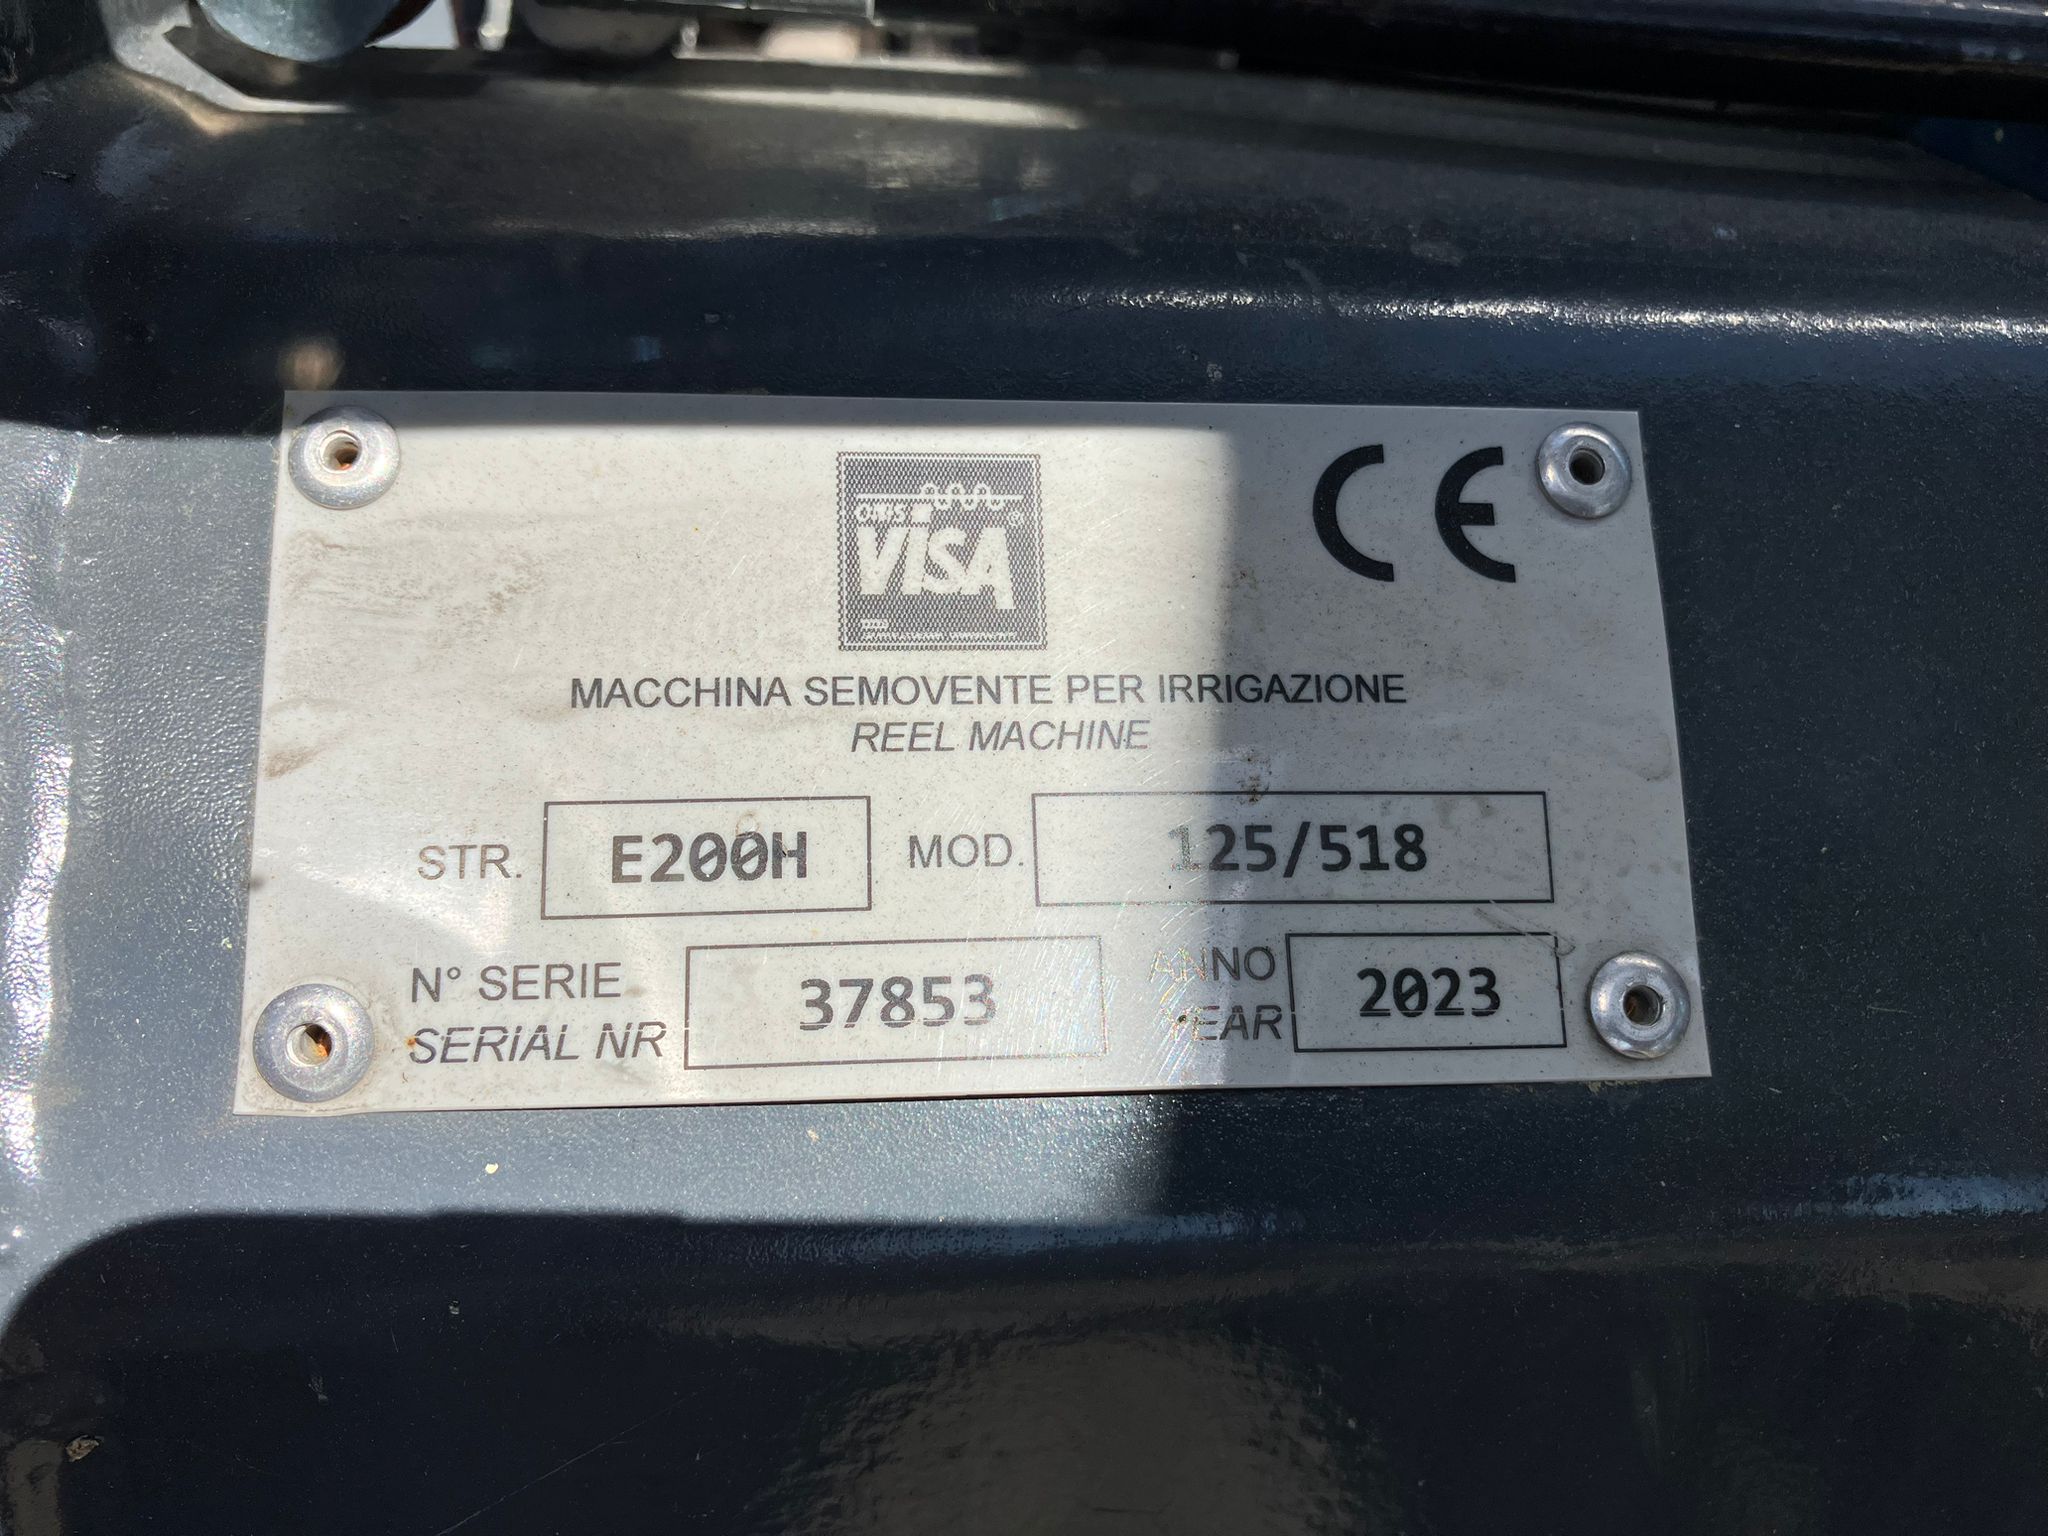 CE
ONIS
VISA
®
MACCHINA SEMOVENTE PER IRRIGAZIONE
REEL MACHINE
STR. E200H MOD. 125/518
N° SERIE 37853 ANNO 2023
SERIAL NR YEAR